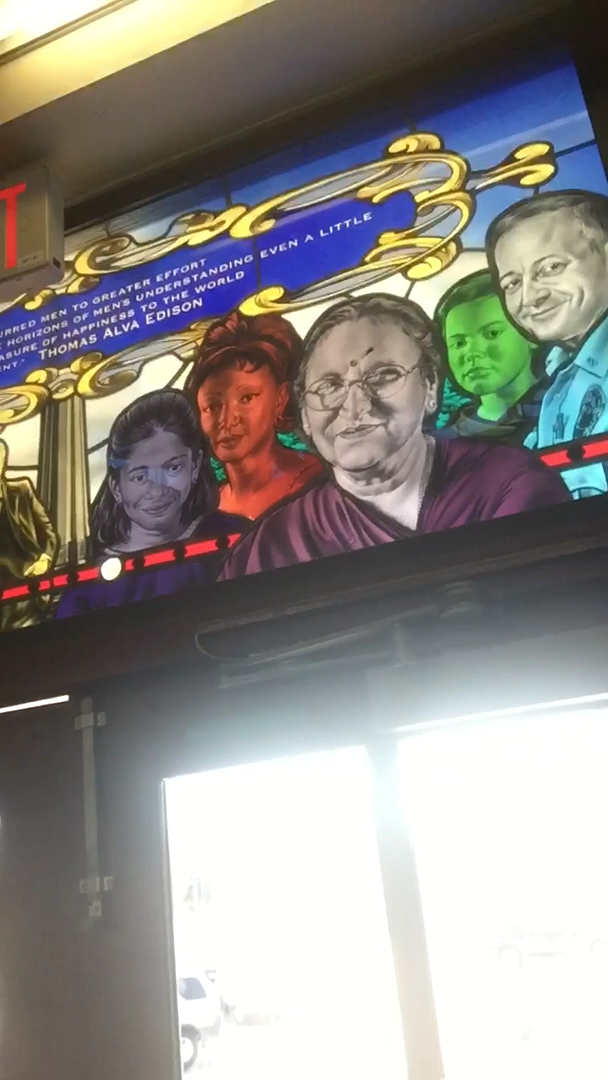 T
URRED MEN TO GREATER EFFORT
HORIZONS OF MEN'S UNDERSTANDING EVEN A LITTLE
ASURE OF HAPPINESS TO THE WORLD
ENT." THOMAS ALVA EDISON